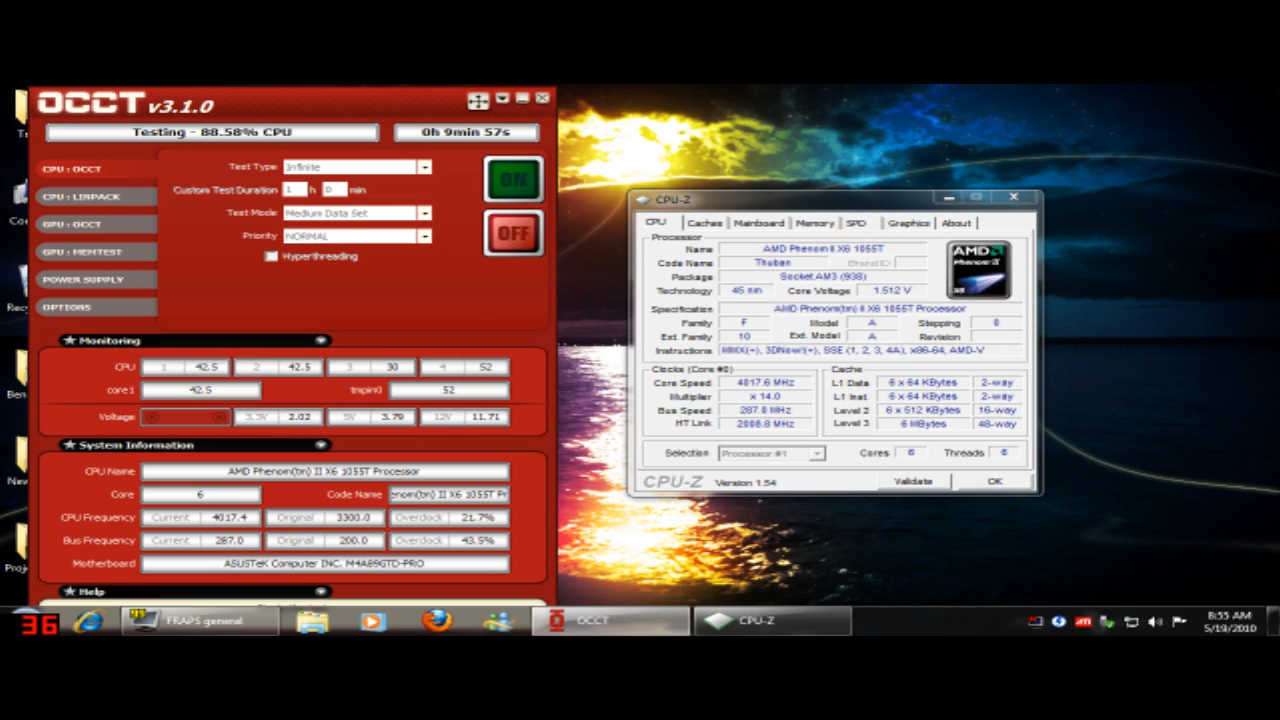 OCCT v3.1.0
Testing - 88.58% CPU 0h 9min 57s
CPU : OCCT
CPU : LINPACK
GPU : OCCT
GPU : MEMTEST
POWER SUPPLY
OPTIONS
Test Type Infinite
Custom Test Duration 1 h 0 min
Test Mode Medium Data Set
Priority NORMAL
Hyperthreading
ON
OFF
Monitoring
CPU 1 42.5 2 42.5 3 30 4 52
core1 42.5 tmpin0 52
Voltage 3.3V 2.02 5V 3.79 12V 11.71
System Information
CPU Name AMD Phenom(tm) II X6 1055T Processor
Core 6 Code Name enom(tm) II X6 1055T Pr
CPU Frequency Current 4017.4 Original 3300.0 Overclock 21.7%
Bus Frequency Current 287.0 Original 200.0 Overclock 43.5%
Motherboard ASUSTeK Computer INC. M4A89GTD-PRO
Help
CPU-Z
CPU Caches Mainboard Memory SPD Graphics About
Processor
Name AMD Phenom II X6 1055T
Code Name Thuban Brand ID
Package Socket AM3 (938)
Technology 45 nm Core Voltage 1.512 V
AMD
Phenom II
X6
Specification AMD Phenom(tm) II X6 1055T Processor
Family F Model A Stepping 0
Ext. Family 10 Ext. Model A Revision
Instructions MMX(+), 3DNow!(+), SSE (1, 2, 3, 4A), x86-64, AMD-V
Clocks (Core #0)
Core Speed 4017.6 MHz
Multiplier x 14.0
Bus Speed 287.0 MHz
HT Link 2008.8 MHz
Cache
L1 Data 6 x 64 KBytes 2-way
L1 Inst. 6 x 64 KBytes 2-way
Level 2 6 x 512 KBytes 16-way
Level 3 6 MBytes 48-way
Selection Processor #1 Cores 6 Threads 6
CPU-Z Version 1.54 Validate OK
36 FRAPS general OCCT CPU-Z
8:55 AM
5/19/2010